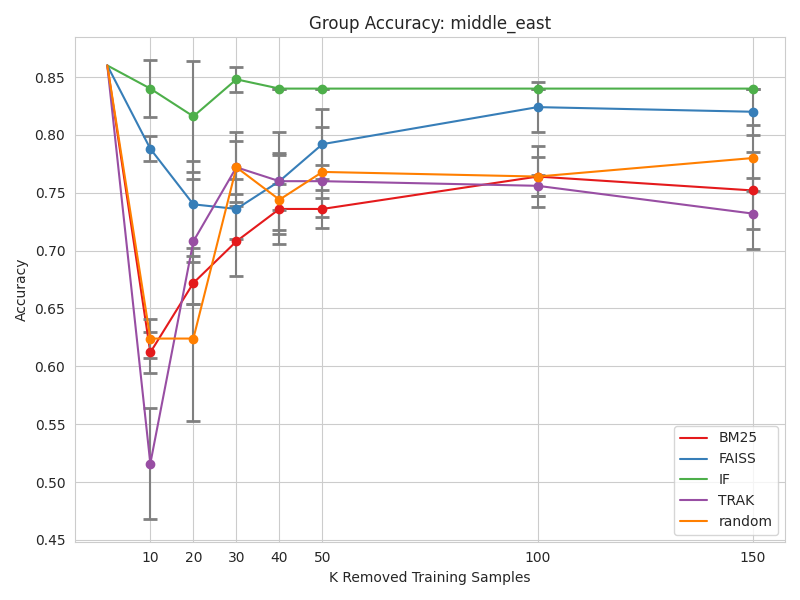 Group Accuracy: middle_east
Accuracy
0.85
0.80
0.75
0.70
0.65
0.60
0.55
0.50
0.45
10 20 30 40 50 100 150
K Removed Training Samples
BM25
FAISS
IF
TRAK
random